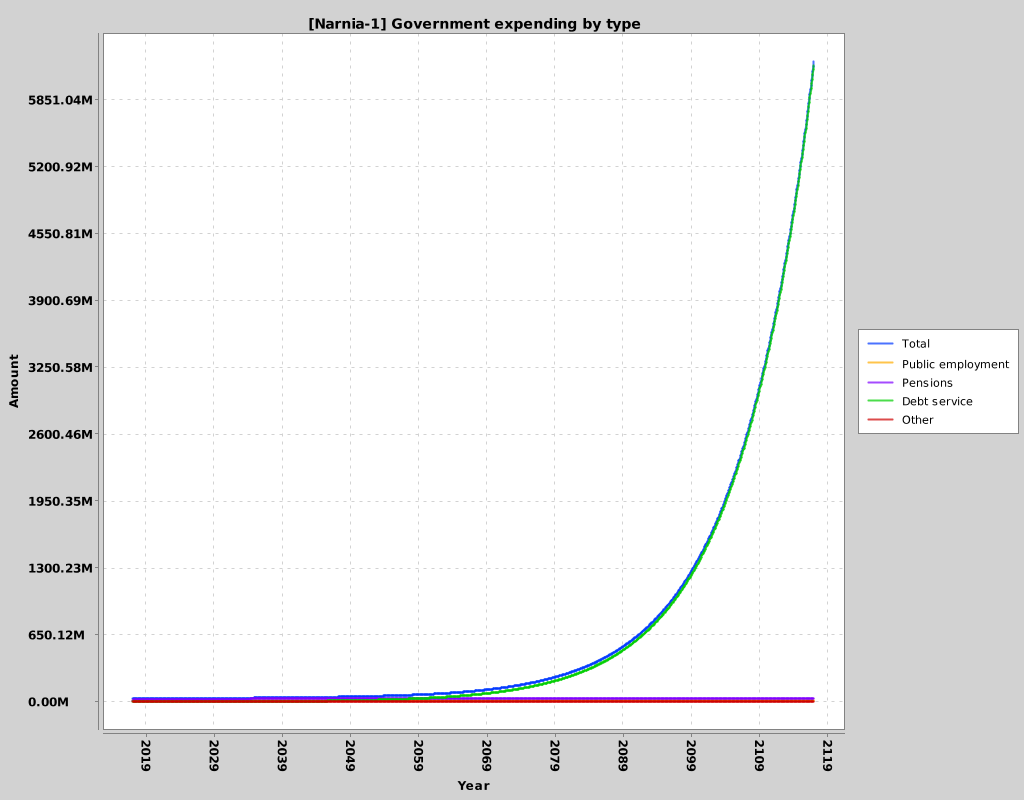 [Narnia-1] Government expending by type
5851.04M
5200.92M
4550.81M
3900.69M
3250.58M
2600.46M
1950.35M
1300.23M
650.12M
0.00M
Amount
2019
2029
2039
2049
2059
2069
2079
2089
2099
2109
2119
Year
Total
Public employment
Pensions
Debt service
Other